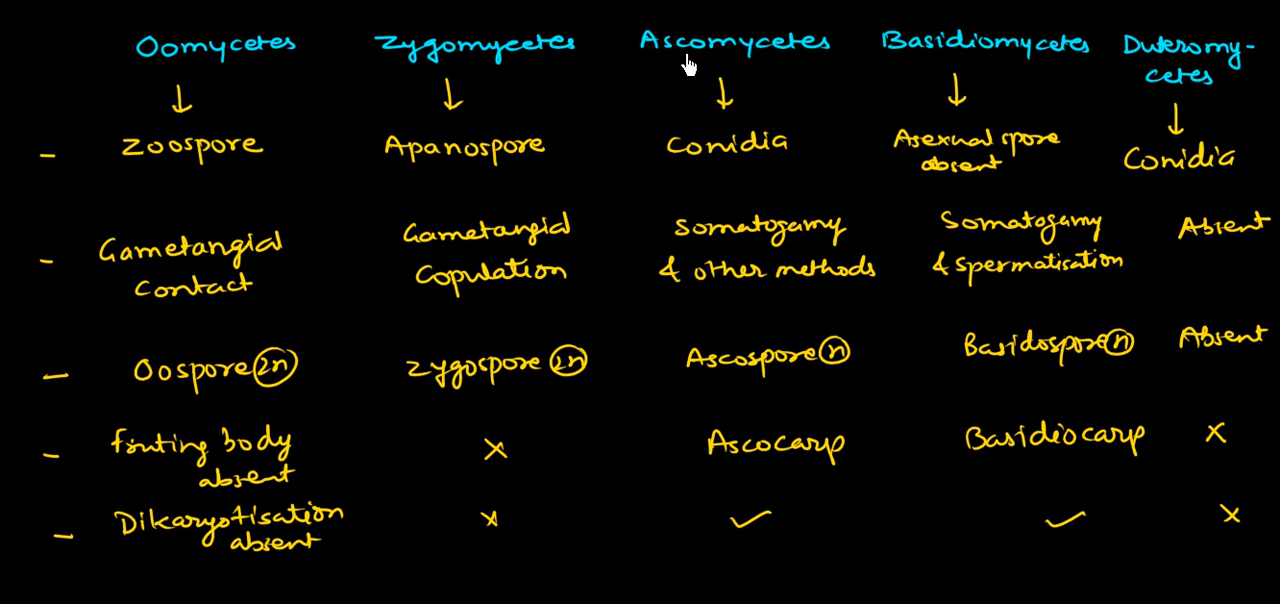 Oomycetes Zygomycetes Ascomycetes Basidiomycetes Duteromy-
cetes
↓ ↓ ↓ ↓ ↓
- Zoospore Apanospore Conidia Asexual spore Conidia
absent
- Gametangial Gametangial Somatogamy Somatogamy Absent
Contact Copulation & other methods & spermatisation
- Oospore (2n) Zygospore (2n) Ascospore (n) Basidospore (n) Absent
- fruting body × Ascocarp Basidiocarp ×
absent
- Dikaryotisation × ✓ ✓ ×
absent